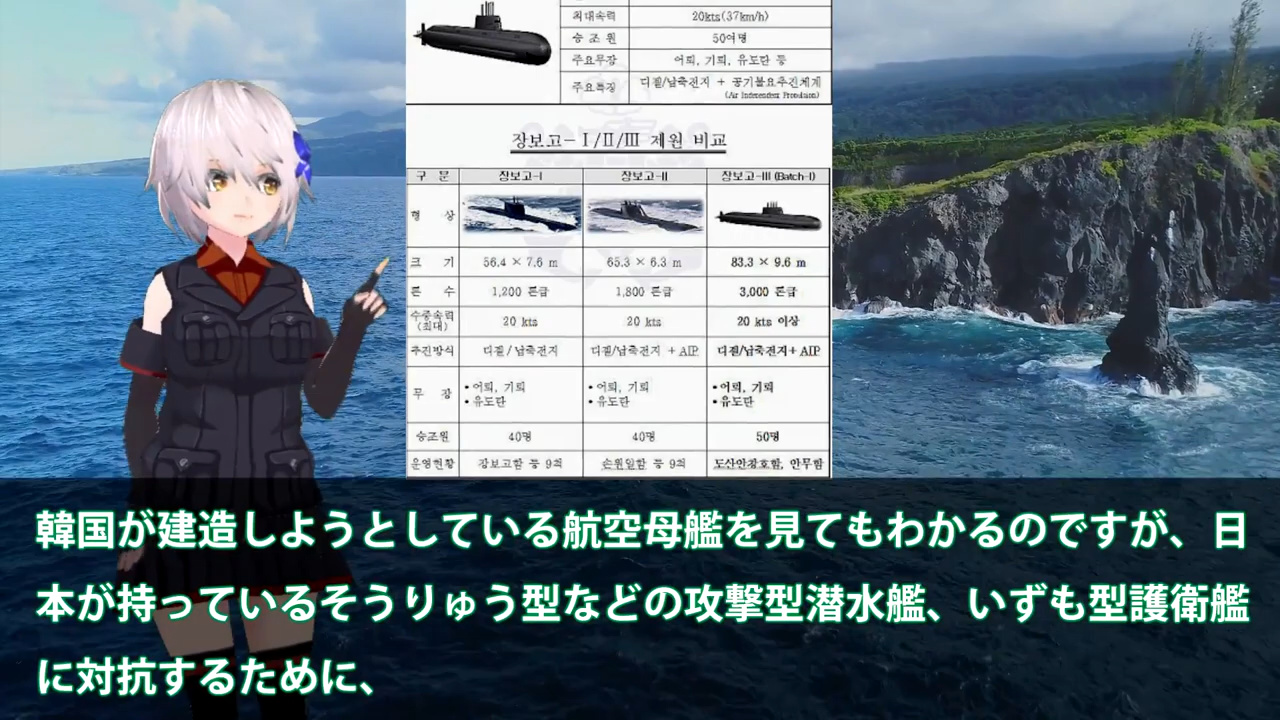 최대속력 20kts(37km/h)
승 조 원 50여명
주요무장 어뢰, 기뢰, 유도탄 등
주요특징 디젤/납축전지 + 공기불요추진체계
(Air Independent Propulsion)
장보고-Ⅰ/Ⅱ/Ⅲ 제원 비교
구 분 장보고-Ⅰ 장보고-Ⅱ 장보고-Ⅲ (Batch-Ⅰ)
형 상
크 기 56.4 × 7.6 m 65.3 × 6.3 m 83.3 × 9.6 m
톤 수 1,200 톤급 1,800 톤급 3,000 톤급
수중속력 (최대) 20 kts 20 kts 20 kts 이상
추진방식 디젤/납축전지 디젤/납축전지 + AIP 디젤/납축전지+ AIP
무 장 • 어뢰, 기뢰 • 어뢰, 기뢰 • 어뢰, 기뢰
• 유도탄 • 유도탄 • 유도탄
승조원 40명 40명 50명
운영현황 장보고함 등 9척 손원일함 등 9척 도산안창호함, 안무함
韓国が建造しようとしている航空母艦を見てもわかるのですが、日
本が持っているそうりゅう型などの攻撃型潜水艦、いずも型護衛艦
に対抗するために、